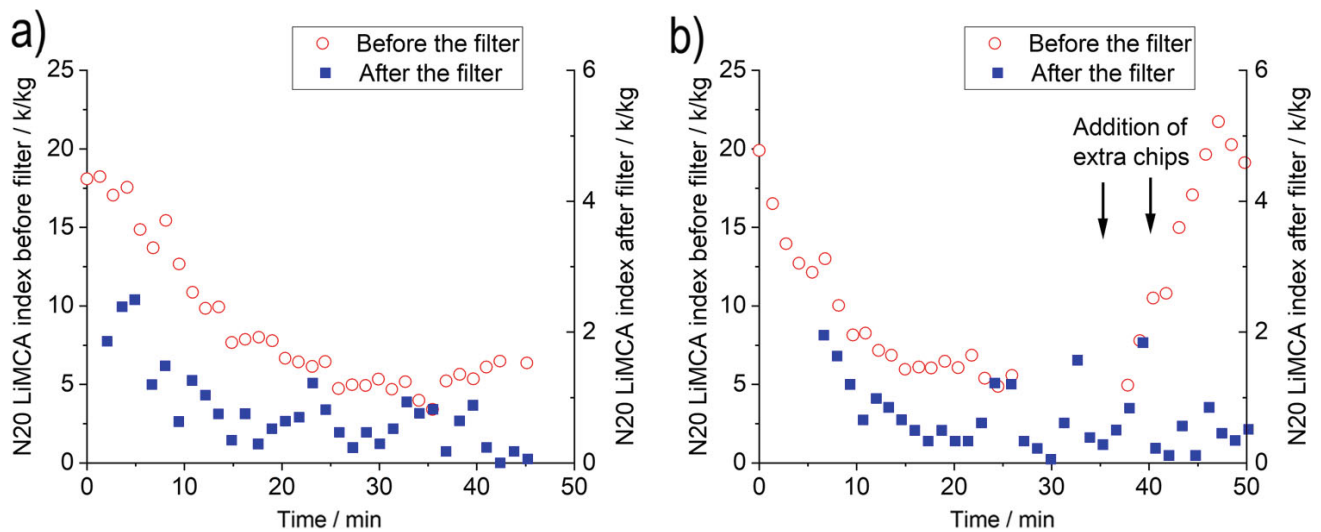 a)
Before the filter
After the filter
N20 LiMCA index before filter / k/kg
25
20
15
10
5
0
6
4
2
0
N20 LiMCA index after filter / k/kg
0 10 20 30 40 50
Time / min
b)
Before the filter
After the filter
Addition of
extra chips
N20 LiMCA index before filter / k/kg
25
20
15
10
5
0
6
4
2
0
N20 LiMCA index after filter / k/kg
0 10 20 30 40 50
Time / min